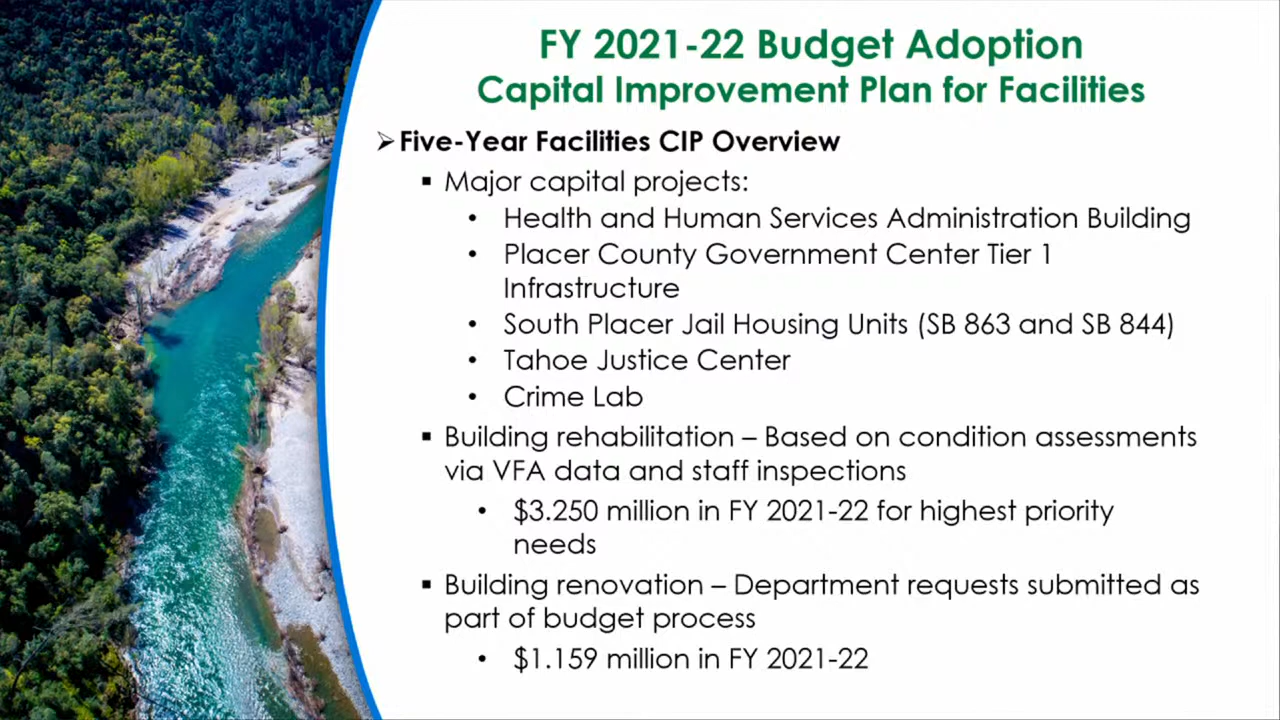 FY 2021-22 Budget Adoption
Capital Improvement Plan for Facilities
➢Five-Year Facilities CIP Overview
▪ Major capital projects:
• Health and Human Services Administration Building
• Placer County Government Center Tier 1
Infrastructure
• South Placer Jail Housing Units (SB 863 and SB 844)
• Tahoe Justice Center
• Crime Lab
▪ Building rehabilitation – Based on condition assessments
via VFA data and staff inspections
• $3.250 million in FY 2021-22 for highest priority
needs
▪ Building renovation – Department requests submitted as
part of budget process
• $1.159 million in FY 2021-22